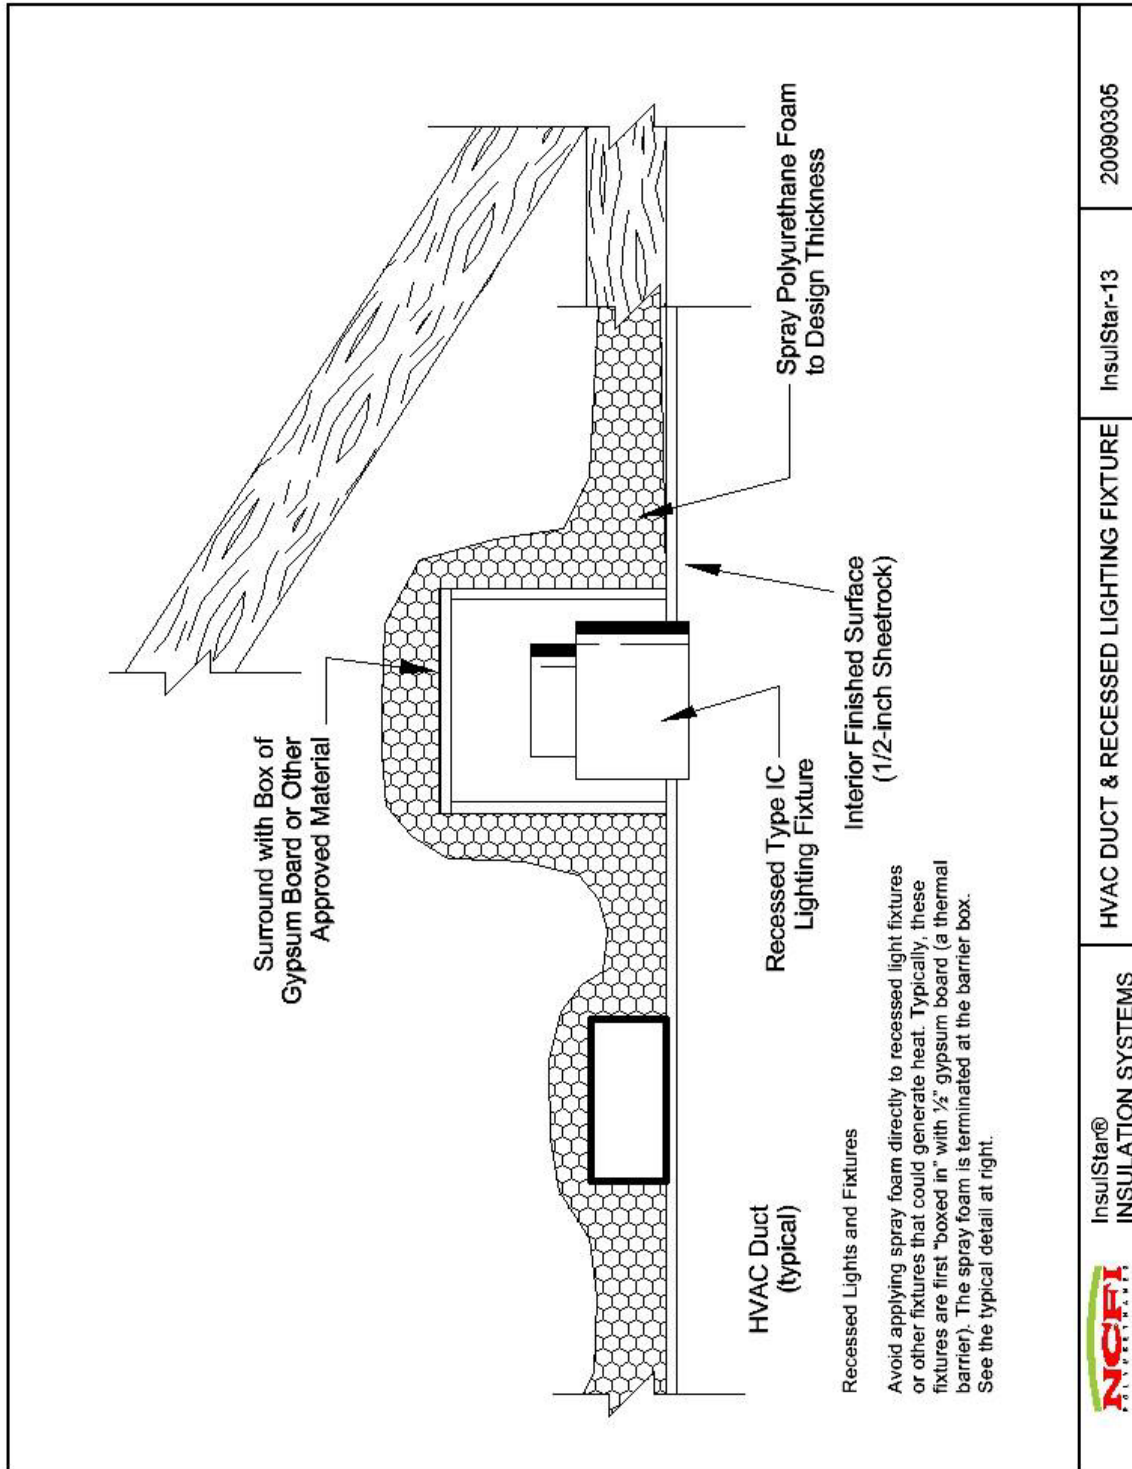 Surround with Box of
Gypsum Board or Other
Approved Material
Spray Polyurethane Foam
to Design Thickness
Interior Finished Surface
(1/2-inch Sheetrock)
Recessed Type IC
Lighting Fixture
HVAC Duct
(typical)
Recessed Lights and Fixtures
Avoid applying spray foam directly to recessed light fixtures
or other fixtures that could generate heat. Typically, these
fixtures are first "boxed in" with ½" gypsum board (a thermal
barrier). The spray foam is terminated at the barrier box.
See the typical detail at right.
NCFI
InsulStar®
INSULATION SYSTEMS
HVAC DUCT & RECESSED LIGHTING FIXTURE
InsulStar-13
20090305